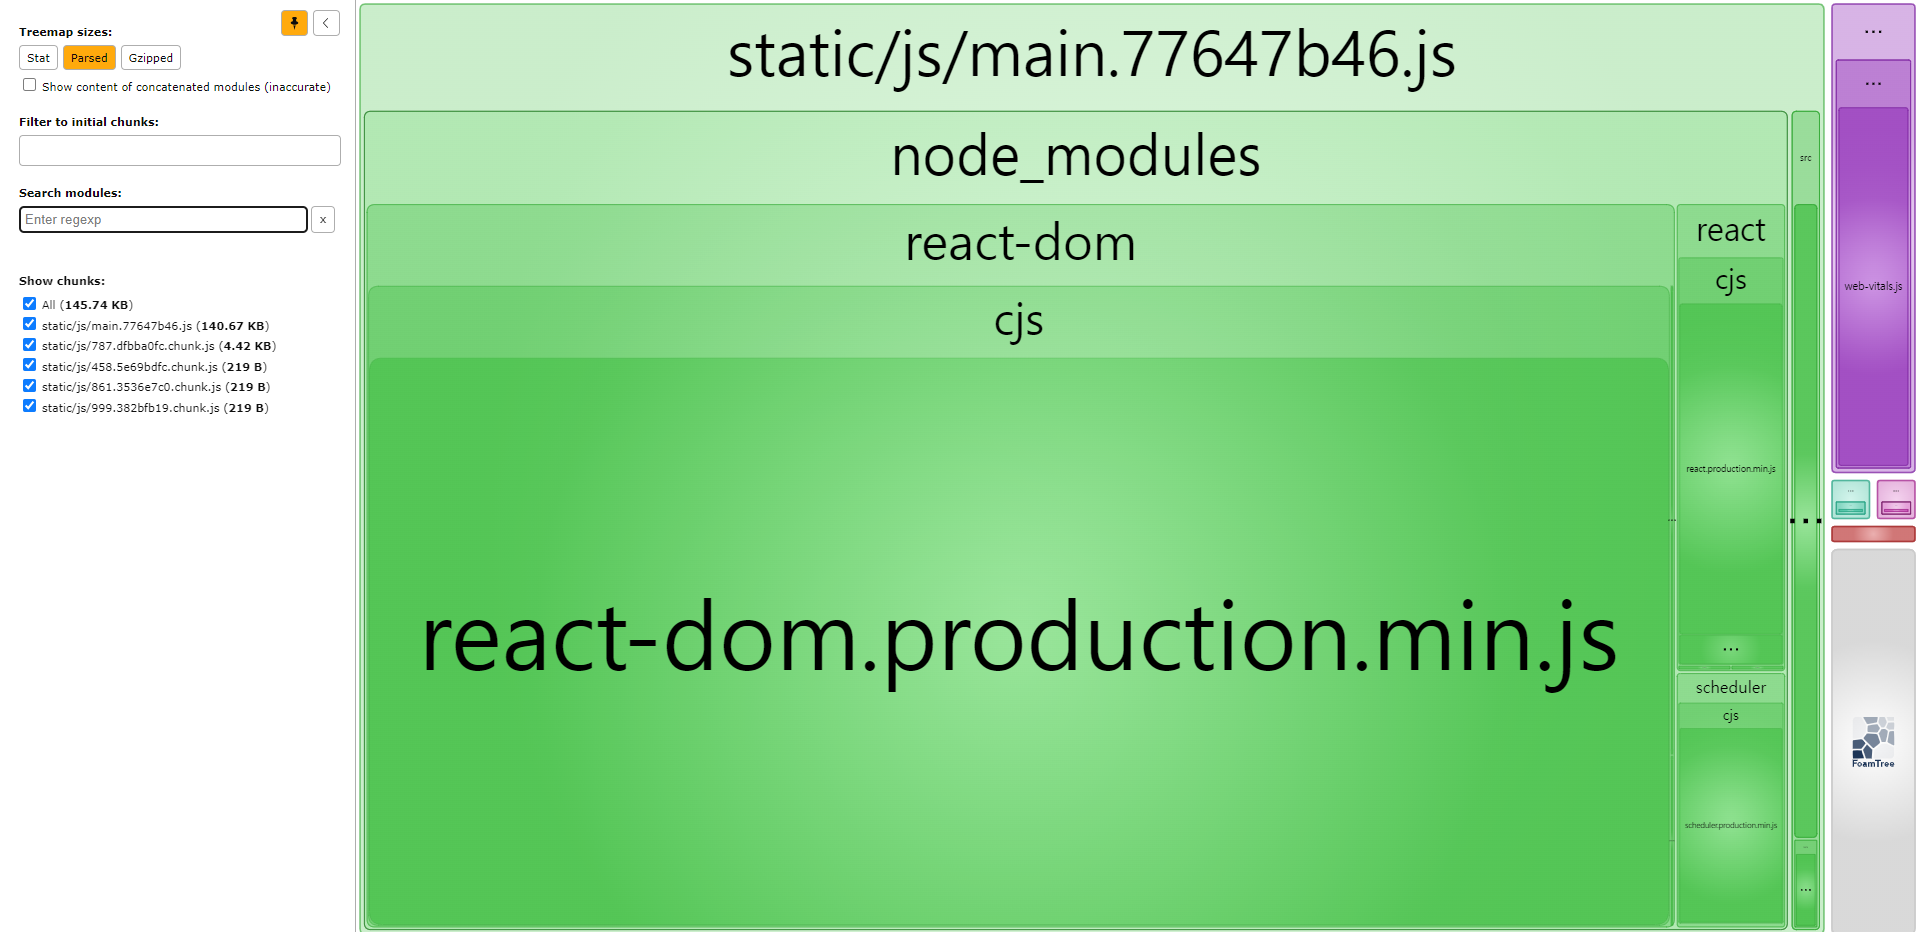 Treemap sizes:
Stat
Parsed
Gzipped
Show content of concatenated modules (inaccurate)
Filter to initial chunks:
Search modules:
Enter regexp
x
Show chunks:
All (145.74 KB)
static/js/main.77647b46.js (140.67 KB)
static/js/787.dfbba0fc.chunk.js (4.42 KB)
static/js/458.5e69bdfc.chunk.js (219 B)
static/js/861.3536e7c0.chunk.js (219 B)
static/js/999.382bfb19.chunk.js (219 B)
static/js/main.77647b46.js
node_modules
react-dom
cjs
react-dom.production.min.js
...
react
cjs
react.production.min.js
...
scheduler
cjs
scheduler.production.min.js
src
...
...
...
...
...
web-vitals.js
...
...
FoamTree